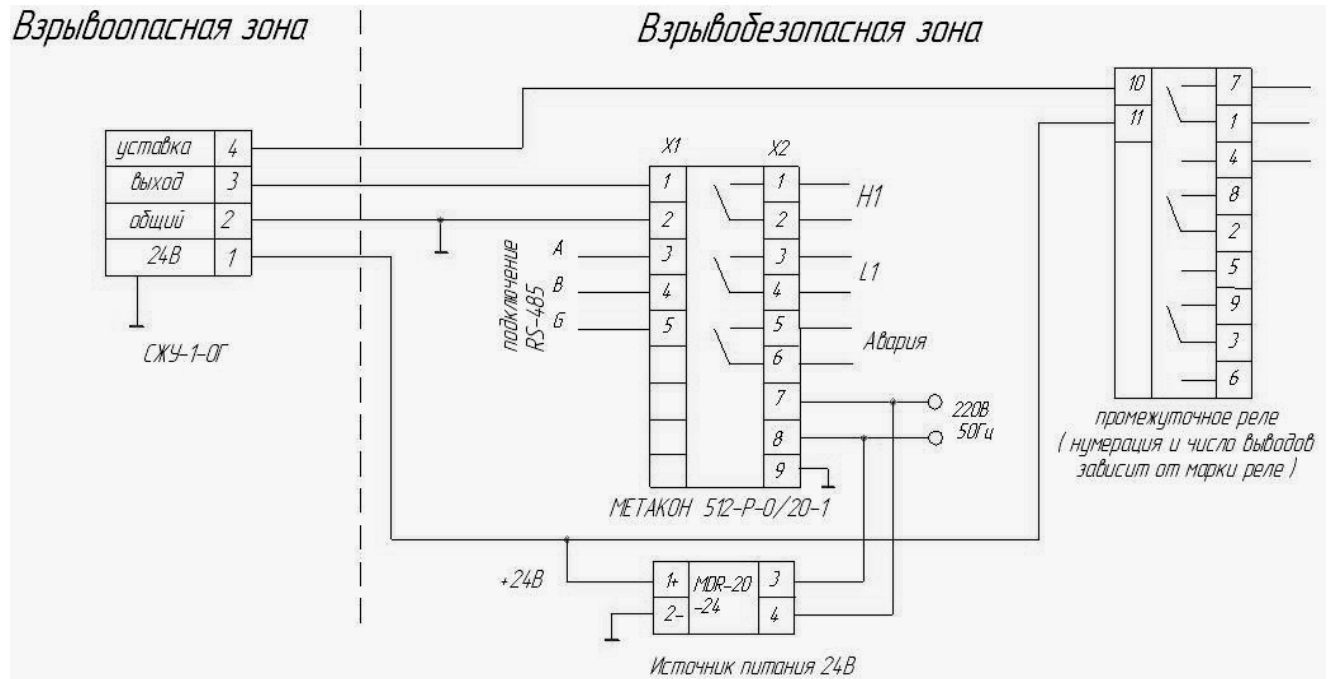 Взрывоопасная зона
Взрывобезопасная зона
уставка 4
выход 3
общий 2
24В 1
СЖУ-1-ОГ
X1 X2
1 1
2 2
3 3
4 4
5 5
6
7
8
9
H1
L1
Авария
A
B
G
подключение
RS-485
220В
50Гц
МЕТАКОН 512-Р-0/20-1
+24В
1+ MDR-20 3
2- -24 4
Источник питания 24В
10 7
11 1
4
8
2
5
9
3
6
промежуточное реле
( нумерация и число выводов
зависит от марки реле )